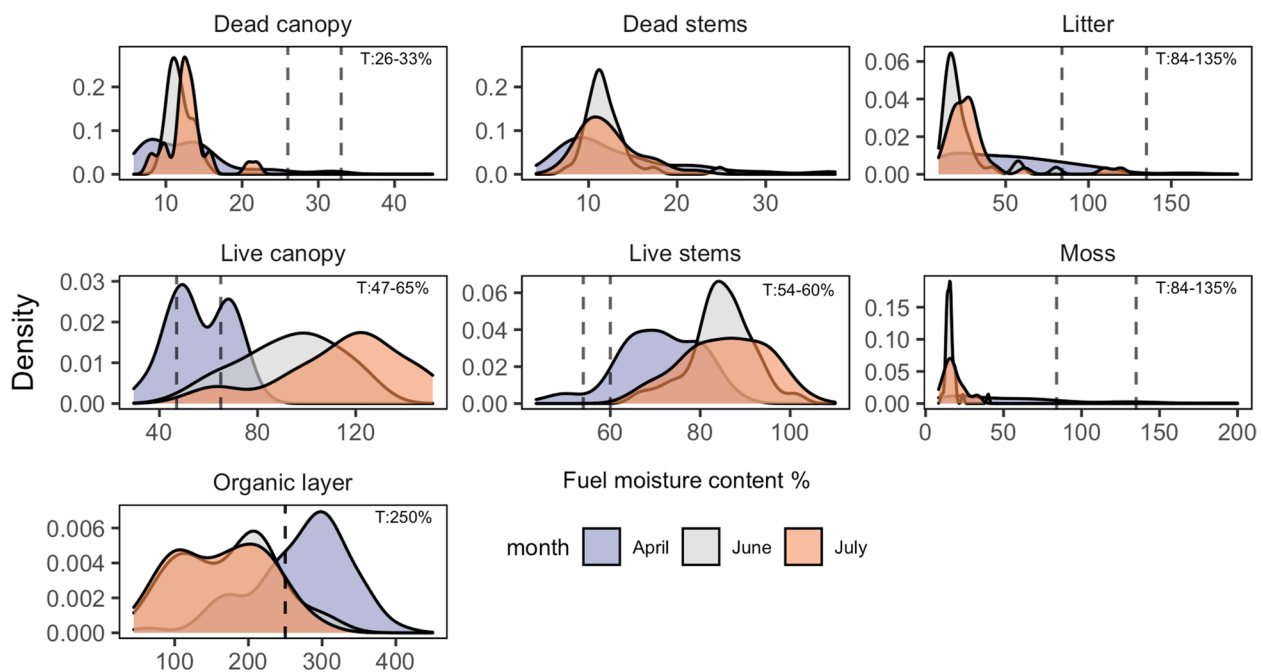 Dead canopy
T:26-33%
0.2
0.1
0.0
10 20 30 40
Dead stems
0.2
0.1
0.0
10 20 30
Litter
T:84-135%
0.06
0.04
0.02
0.00
50 100 150
Density
Live canopy
T:47-65%
0.03
0.02
0.01
0.00
40 80 120
Live stems
T:54-60%
0.06
0.04
0.02
0.00
60 80 100
Moss
T:84-135%
0.15
0.10
0.05
0.00
0 50 100 150 200
Organic layer
T:250%
0.006
0.004
0.002
0.000
100 200 300 400
Fuel moisture content %
month April June July